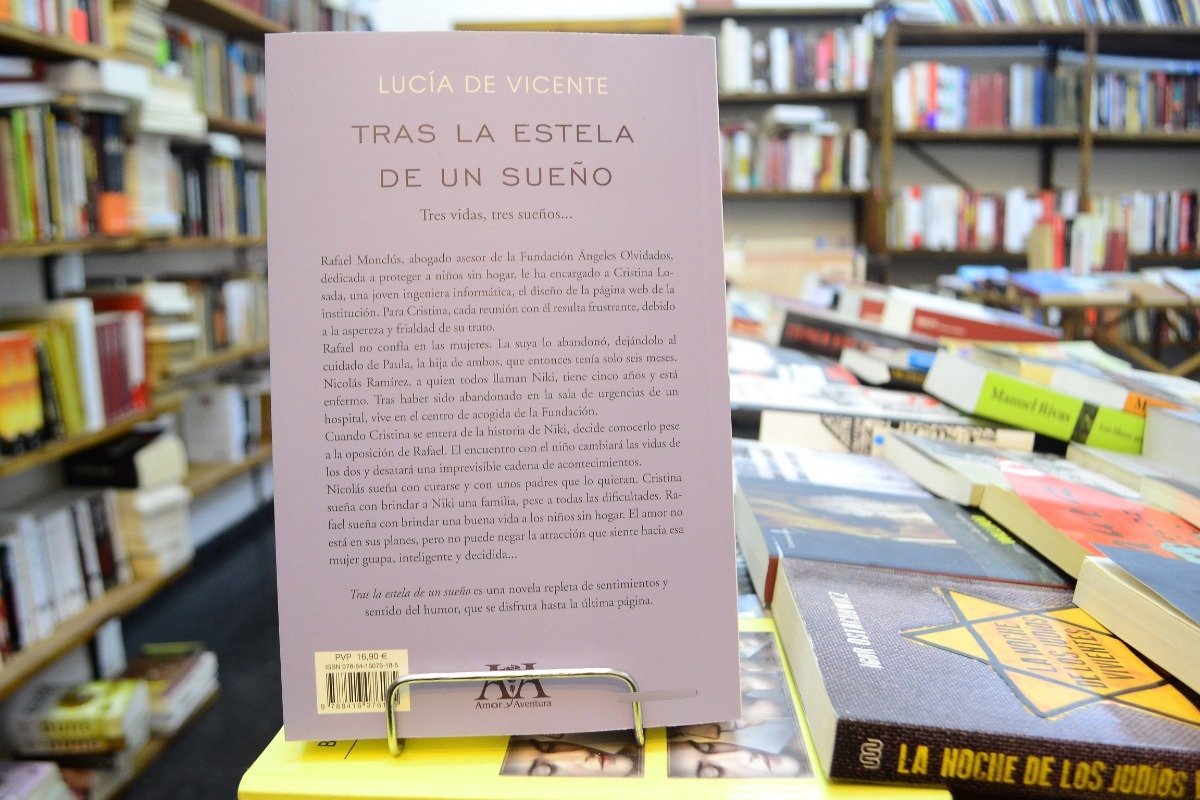 LUCÍA DE VICENTE
TRAS LA ESTELA
DE UN SUEÑO
Tres vidas, tres sueños...
Rafael Monclús, abogado asesor de la Fundación Ángeles Olvidados,
dedicada a proteger a niños sin hogar, le ha encargado a Cristina Lo-
sada, una joven ingeniera informática, el diseño de la página web de la
institución. Para Cristina, cada reunión con él resulta frustrante, debido
a la aspereza y frialdad de su trato.
Rafael no confía en las mujeres. La suya lo abandonó, dejándolo al
cuidado de Paula, la hija de ambos, que entonces tenía solo seis meses.
Nicolás Ramírez, a quien todos llaman Niki, tiene cinco años y está
enfermo. Tras haber sido abandonado en la sala de urgencias de un
hospital, vive en el centro de acogida de la Fundación.
Cuando Cristina se entera de la historia de Niki, decide conocerlo pese
a la oposición de Rafael. El encuentro con el niño cambiará las vidas de
los dos y desatará una imprevisible cadena de acontecimientos.
Nicolás sueña con curarse y con unos padres que lo quieran. Cristina
sueña con brindar a Niki una familia, pese a todas las dificultades. Ra-
fael sueña con brindar una buena vida a los niños sin hogar. El amor no
está en sus planes, pero no puede negar la atracción que siente hacia esa
mujer guapa, inteligente y decidida...
Tras la estela de un sueño es una novela repleta de sentimientos y
sentido del humor, que se disfruta hasta la última página.
PVP. 16,90 €
Amor y Aventura
Manuel Rivas
LA NOCHE
DE LOS JUDÍOS
VIVIENTES
LA NOCHE DE LOS JUDÍOS